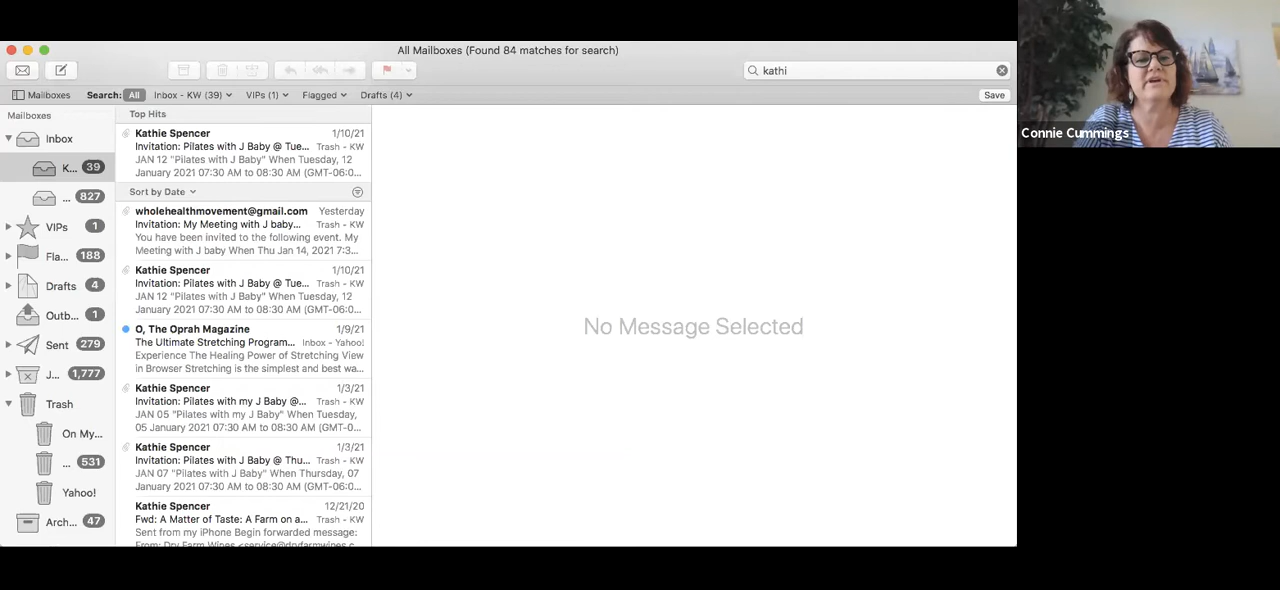 All Mailboxes (Found 84 matches for search)
kathi
Mailboxes Search: All Inbox - KW (39) VIPs (1) Flagged Drafts (4) Save
Mailboxes
Inbox
K... 39
... 827
VIPs 1
Fla... 188
Drafts 4
Outb... 1
Sent 279
J... 1,777
Trash
On My...
... 531
Yahoo!
Arch... 47
Top Hits
Kathie Spencer 1/10/21
Invitation: Pilates with J Baby @ Tue... Trash - KW
JAN 12 "Pilates with J Baby" When Tuesday, 12
January 2021 07:30 AM to 08:30 AM (GMT-06:0...
Sort by Date
wholehealthmovement@gmail.com Yesterday
Invitation: My Meeting with J baby... Trash - KW
You have been invited to the following event. My
Meeting with J baby When Thu Jan 14, 2021 7:3...
Kathie Spencer 1/10/21
Invitation: Pilates with J Baby @ Tue... Trash - KW
JAN 12 "Pilates with J Baby" When Tuesday, 12
January 2021 07:30 AM to 08:30 AM (GMT-06:0...
O, The Oprah Magazine 1/9/21
The Ultimate Stretching Program... Inbox - Yahoo!
Experience The Healing Power of Stretching View
in Browser Stretching is the simplest and best wa...
Kathie Spencer 1/3/21
Invitation: Pilates with my J Baby @... Trash - KW
JAN 05 "Pilates with my J Baby" When Tuesday,
05 January 2021 07:30 AM to 08:30 AM (GMT-0...
Kathie Spencer 1/3/21
Invitation: Pilates with J Baby @ Thu... Trash - KW
JAN 07 "Pilates with J Baby" When Thursday, 07
January 2021 07:30 AM to 08:30 AM (GMT-06:0...
Kathie Spencer 12/21/20
Fwd: A Matter of Taste: A Farm on a... Trash - KW
Sent from my iPhone Begin forwarded message:
From: Dry Farm Wines <service@dryfarmwines.c...
No Message Selected
Connie Cummings